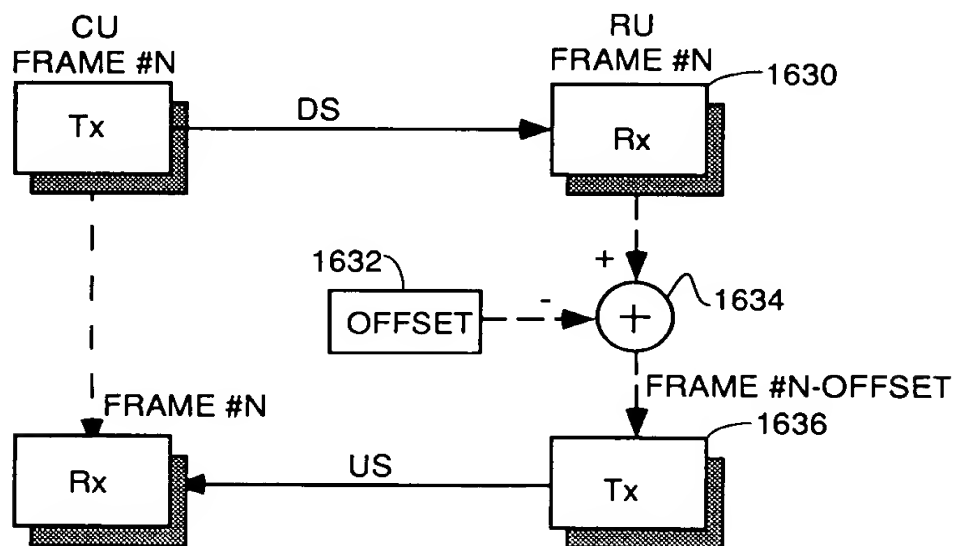 CU
FRAME #N
RU
FRAME #N
1630
Tx
DS
Rx
1632
+
-
OFFSET
+
1634
FRAME #N-OFFSET
FRAME #N
1636
Rx
US
Tx